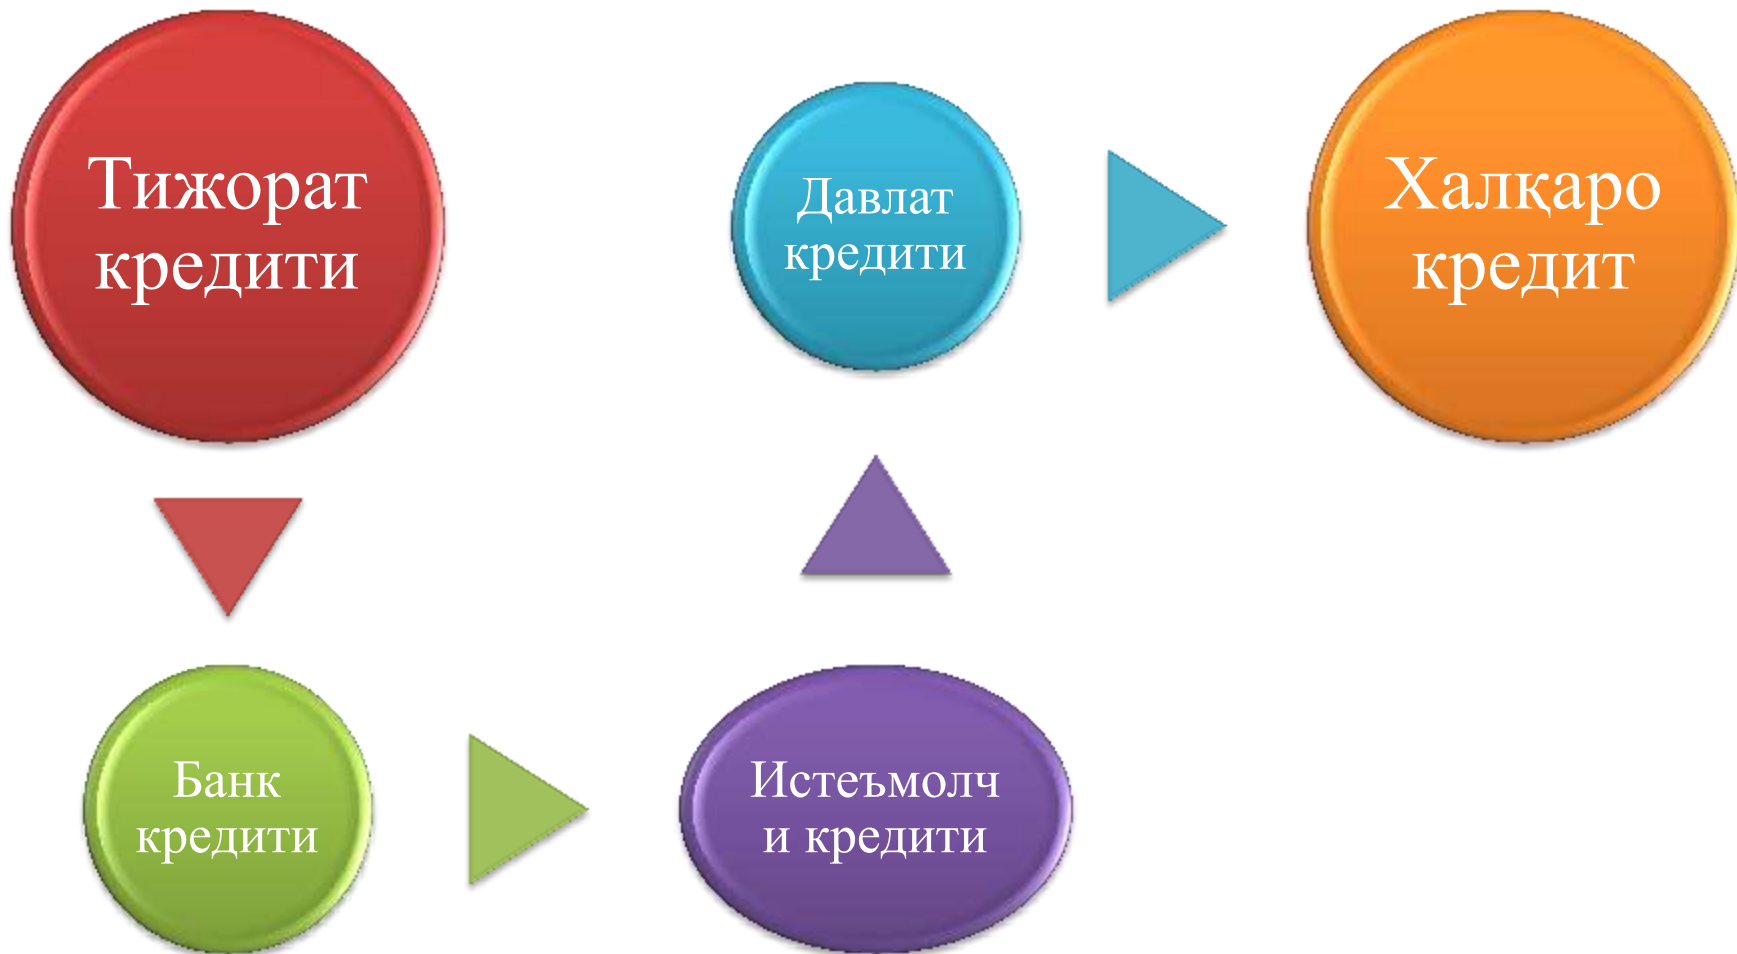 Тижорат
кредити
Банк
кредити
Истеъмолч
и кредити
Давлат
кредити
Халқаро
кредит